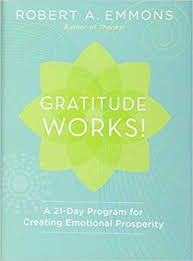 ROBERT A. EMMONS
Author of Thanks!
GRATITUDE
WORKS!
A 21-Day Program for
Creating Emotional Prosperity